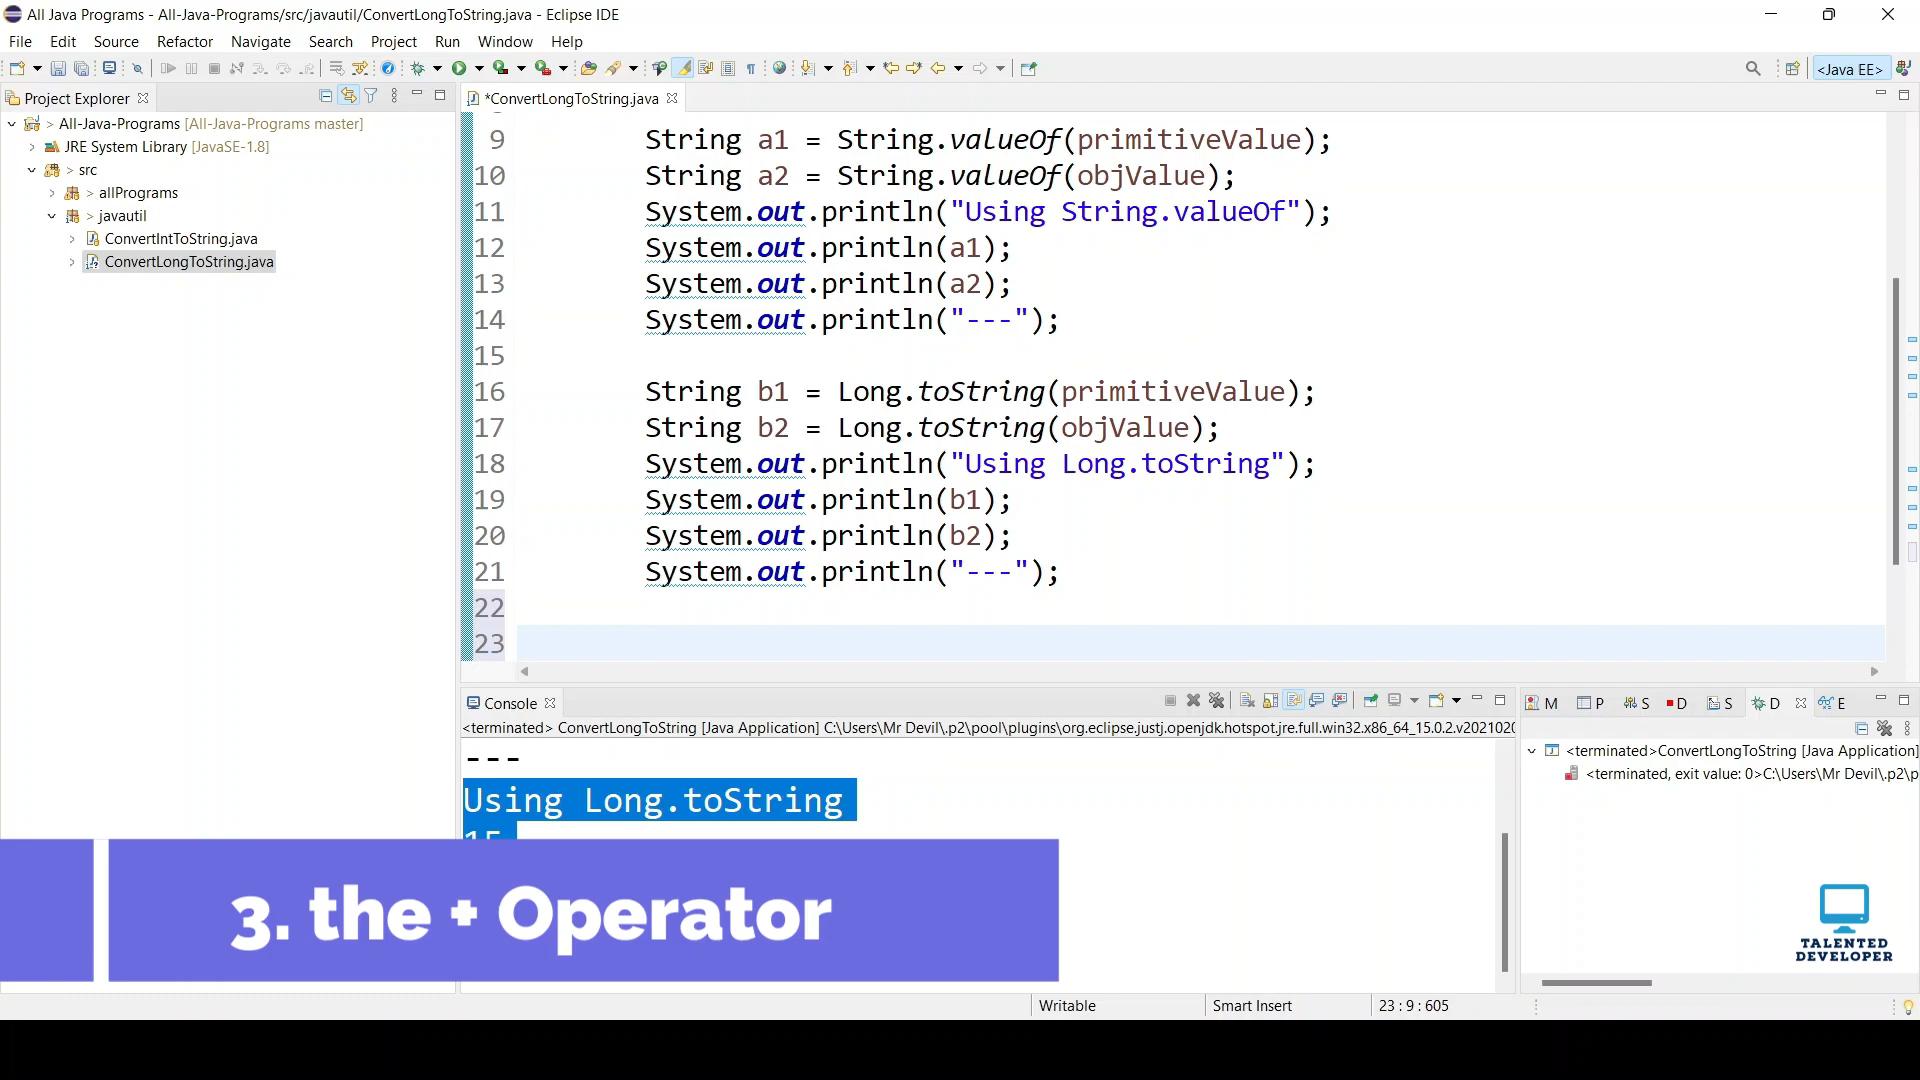 All Java Programs - All-Java-Programs/src/javautil/ConvertLongToString.java - Eclipse IDE
File Edit Source Refactor Navigate Search Project Run Window Help
<Java EE>
Project Explorer
> All-Java-Programs [All-Java-Programs master]
JRE System Library [JavaSE-1.8]
> src
> allPrograms
> javautil
ConvertIntToString.java
ConvertLongToString.java
*ConvertLongToString.java
9 String a1 = String.valueOf(primitiveValue);
10 String a2 = String.valueOf(objValue);
11 System.out.println("Using String.valueOf");
12 System.out.println(a1);
13 System.out.println(a2);
14 System.out.println("---");
15
16 String b1 = Long.toString(primitiveValue);
17 String b2 = Long.toString(objValue);
18 System.out.println("Using Long.toString");
19 System.out.println(b1);
20 System.out.println(b2);
21 System.out.println("---");
22
23
Console
<terminated> ConvertLongToString [Java Application] C:\Users\Mr Devil\.p2\pool\plugins\org.eclipse.justj.openjdk.hotspot.jre.full.win32.x86_64_15.0.2.v2021020
---
Using Long.toString
15
M P S D S D E
<terminated>ConvertLongToString [Java Application]
<terminated, exit value: 0>C:\Users\Mr Devil\.p2\p
3. the + Operator
TALENTED
DEVELOPER
Writable Smart Insert 23 : 9 : 605